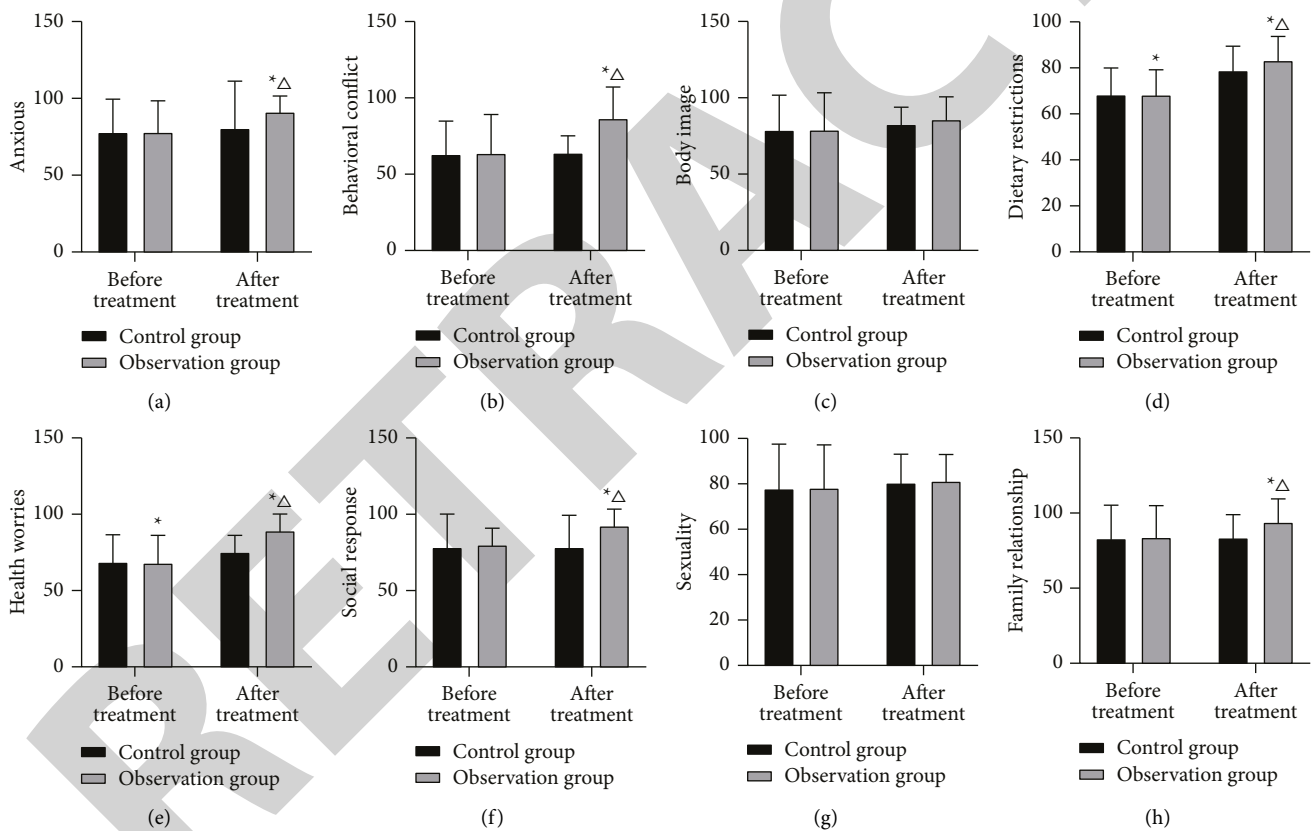 150
100
50
0
Anxious
* △
Before treatment
After treatment
Control group
Observation group
(a)
150
100
50
0
Behavioral conflict
* △
Before treatment
After treatment
Control group
Observation group
(b)
150
100
50
0
Body image
Before treatment
After treatment
Control group
Observation group
(c)
100
80
60
40
20
0
Dietary restrictions
*
* △
Before treatment
After treatment
Control group
Observation group
(d)
150
100
50
0
Health worries
*
* △
Before treatment
After treatment
Control group
Observation group
(e)
150
100
50
0
Social response
* △
Before treatment
After treatment
Control group
Observation group
(f)
100
80
60
40
20
0
Sexuality
Before treatment
After treatment
Control group
Observation group
(g)
150
100
50
0
Family relationship
* △
Before treatment
After treatment
Control group
Observation group
(h)
RETRAC